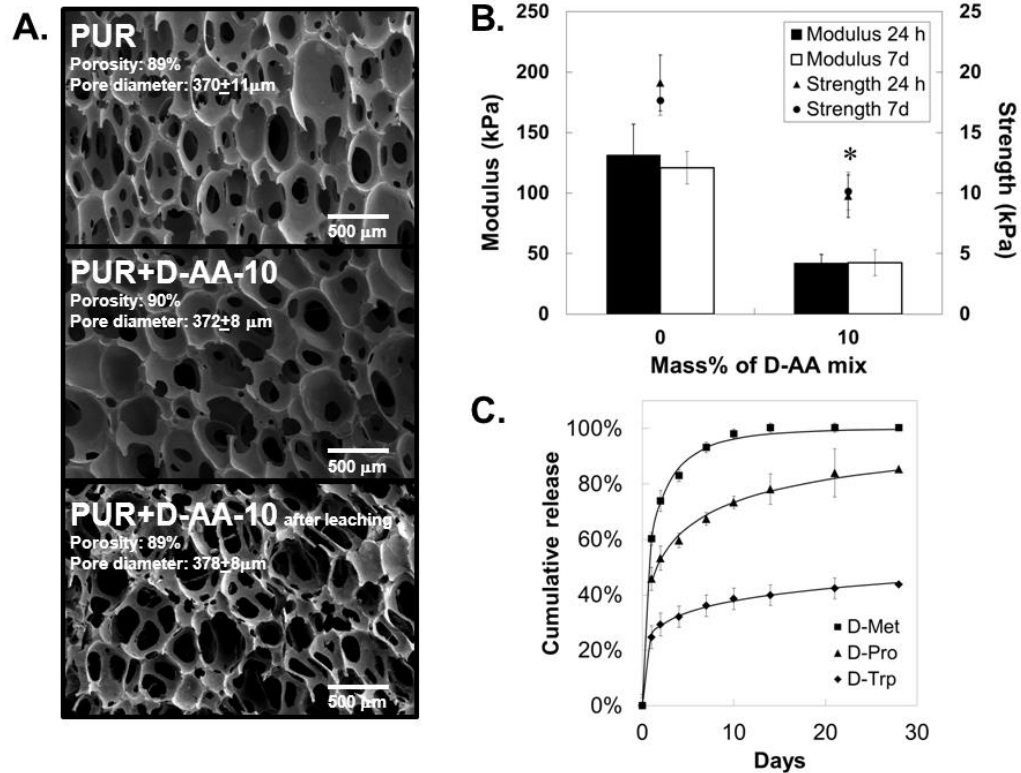 A.
PUR
Porosity: 89%
Pore diameter: 370±11μm
500 μm
PUR+D-AA-10
Porosity: 90%
Pore diameter: 372±8 μm
500 μm
PUR+D-AA-10 after leaching
Porosity: 89%
Pore diameter: 378±8μm
500 μm
B.
Modulus (kPa)
250
200
150
100
50
0
Modulus 24 h
Modulus 7d
Strength 24 h
Strength 7d
*
25
20
15
10
5
0
Strength (kPa)
0 10
Mass% of D-AA mix
C.
Cumulative release
100%
80%
60%
40%
20%
0%
D-Met
D-Pro
D-Trp
0 10 20 30
Days